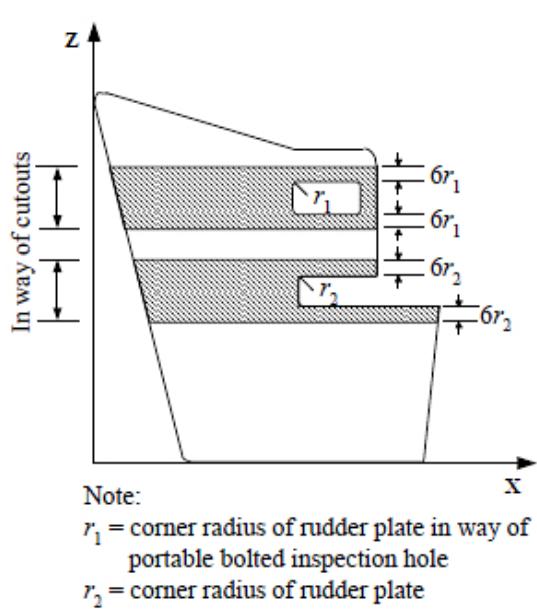 z
In way of cutouts
r₁
6r₁
6r₁
6r₂
r₂
6r₂
x
Note:
r₁ = corner radius of rudder plate in way of
portable bolted inspection hole
r₂ = corner radius of rudder plate